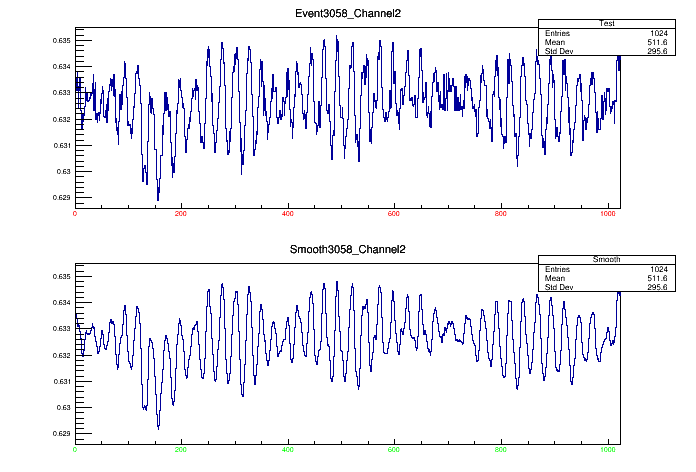 Event3058_Channel2
Test
Entries 1024
Mean 511.6
Std Dev 295.6
0.635
0.634
0.633
0.632
0.631
0.63
0.629
0 200 400 600 800 1000
Smooth3058_Channel2
Smooth
Entries 1024
Mean 511.6
Std Dev 295.6
0.635
0.634
0.633
0.632
0.631
0.63
0.629
0 200 400 600 800 1000